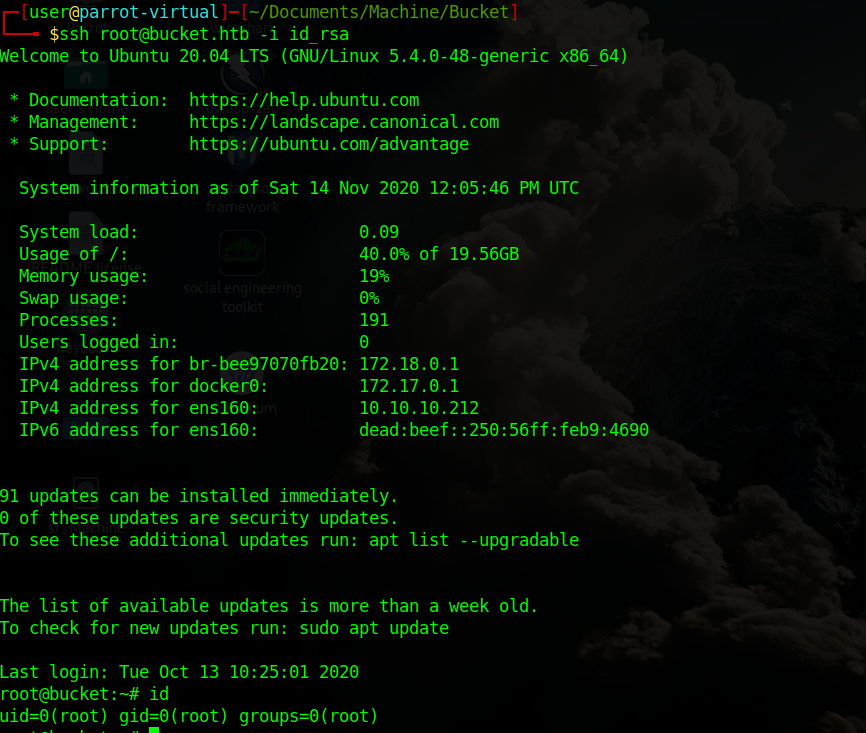 [user@parrot-virtual]-[~/Documents/Machine/Bucket]
$ssh root@bucket.htb -i id_rsa
Welcome to Ubuntu 20.04 LTS (GNU/Linux 5.4.0-48-generic x86_64)
* Documentation: https://help.ubuntu.com
* Management: https://landscape.canonical.com
* Support: https://ubuntu.com/advantage
System information as of Sat 14 Nov 2020 12:05:46 PM UTC
framework
System load: 0.09
Usage of /: 40.0% of 19.56GB
Memory usage: 19%
Swap usage: 0%
social engineering
toolkit
Processes: 191
Users logged in: 0
IPv4 address for br-bee97070fb20: 172.18.0.1
IPv4 address for docker0: 172.17.0.1
IPv4 address for ens160: 10.10.10.212
IPv6 address for ens160: dead:beef::250:56ff:feb9:4690
91 updates can be installed immediately.
0 of these updates are security updates.
To see these additional updates run: apt list --upgradable
The list of available updates is more than a week old.
To check for new updates run: sudo apt update
Last login: Tue Oct 13 10:25:01 2020
root@bucket:~# id
uid=0(root) gid=0(root) groups=0(root)